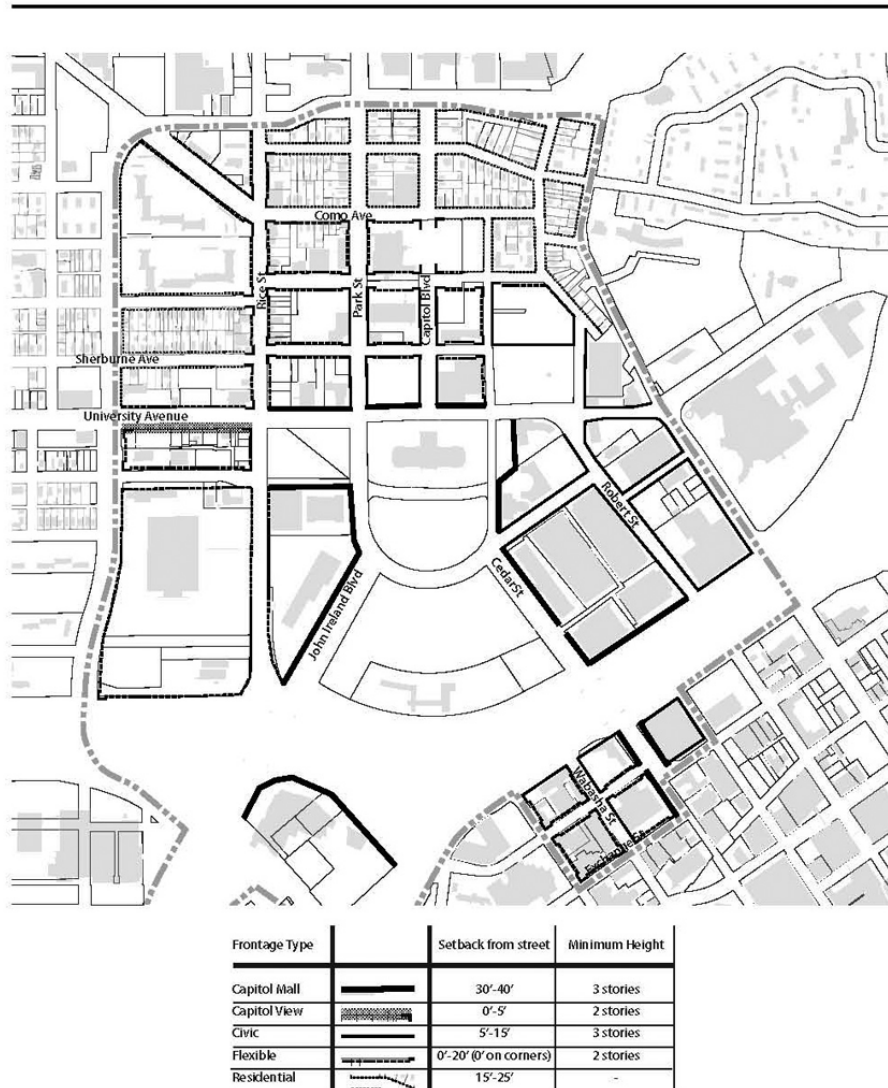 Como Ave
Rice St
Park St
Capitol Blvd
Sherburne Ave
University Avenue
Robert St
Cedar St
John Ireland Blvd
Wabasha St
Exchange St
Frontage Type Setback from street Minimum Height
Capitol Mall 30'-40' 3 stories
Capitol View 0'-5' 2 stories
Civic 5'-15' 3 stories
Flexible 0'-20' (0' on corners) 2 stories
Residential 15'-25' -